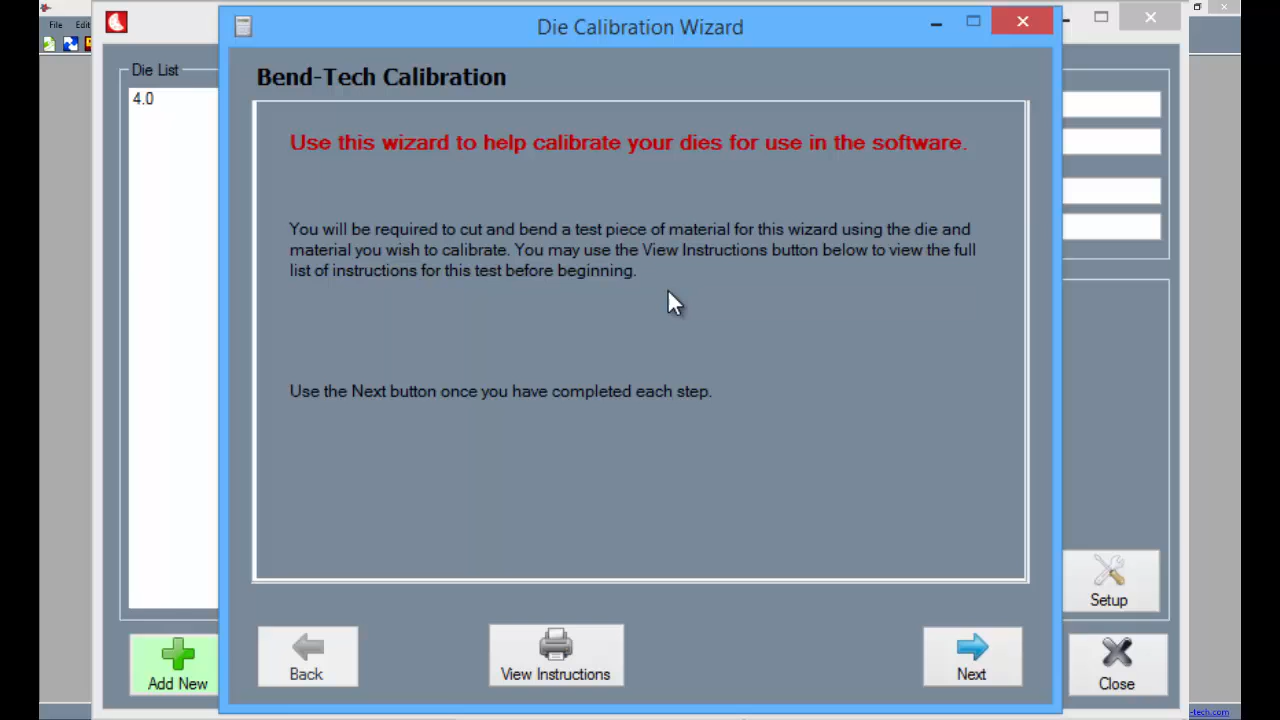 Die Calibration Wizard
File Edit
Die List
4.0
Bend-Tech Calibration
Use this wizard to help calibrate your dies for use in the software.
You will be required to cut and bend a test piece of material for this wizard using the die and
material you wish to calibrate. You may use the View Instructions button below to view the full
list of instructions for this test before beginning.
Use the Next button once you have completed each step.
Setup
Add New
Back
View Instructions
Next
Close
-tech.com